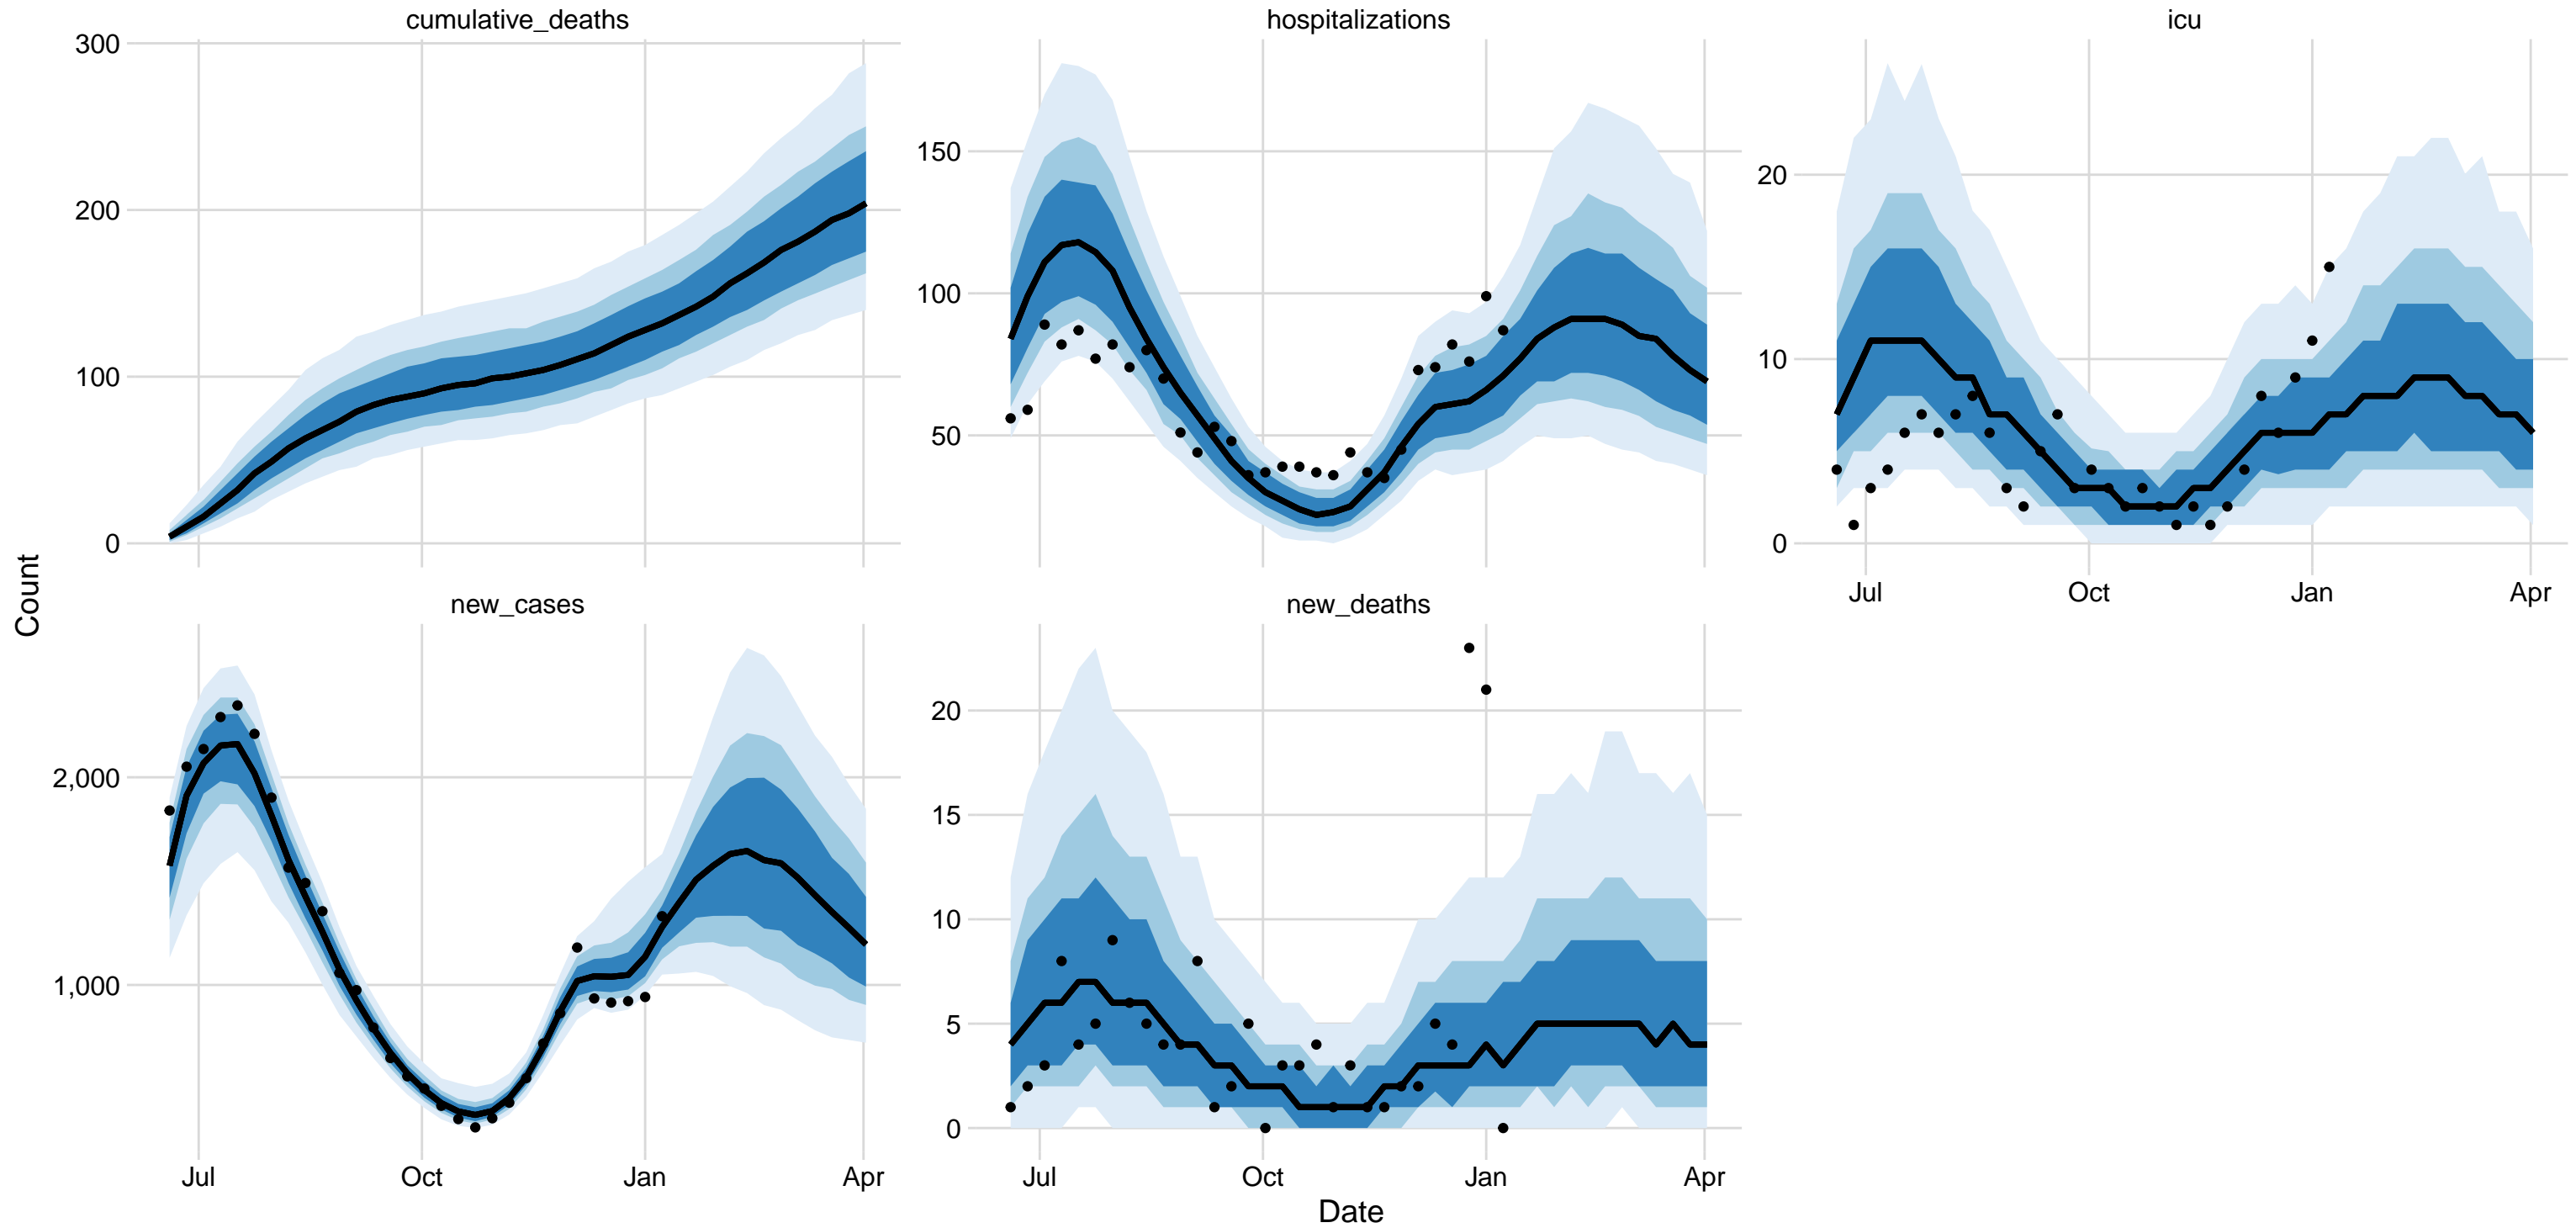 cumulative_deaths
hospitalizations
icu
300
200
100
0
150
100
50
20
10
0
Jul
Oct
Jan
Apr
Count
new_cases
new_deaths
2,000
1,000
20
15
10
5
0
Jul
Oct
Jan
Apr
Jul
Oct
Jan
Apr
Date